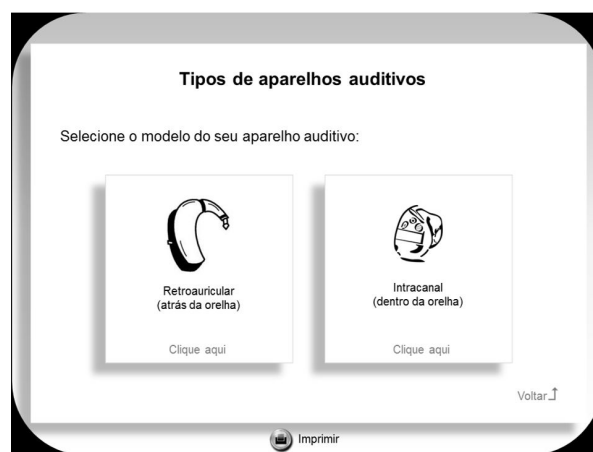 Tipos de aparelhos auditivos
Selecione o modelo do seu aparelho auditivo:
Retroauricular
(atrás da orelha)
Clique aqui
Intracanal
(dentro da orelha)
Clique aqui
Voltar
Imprimir